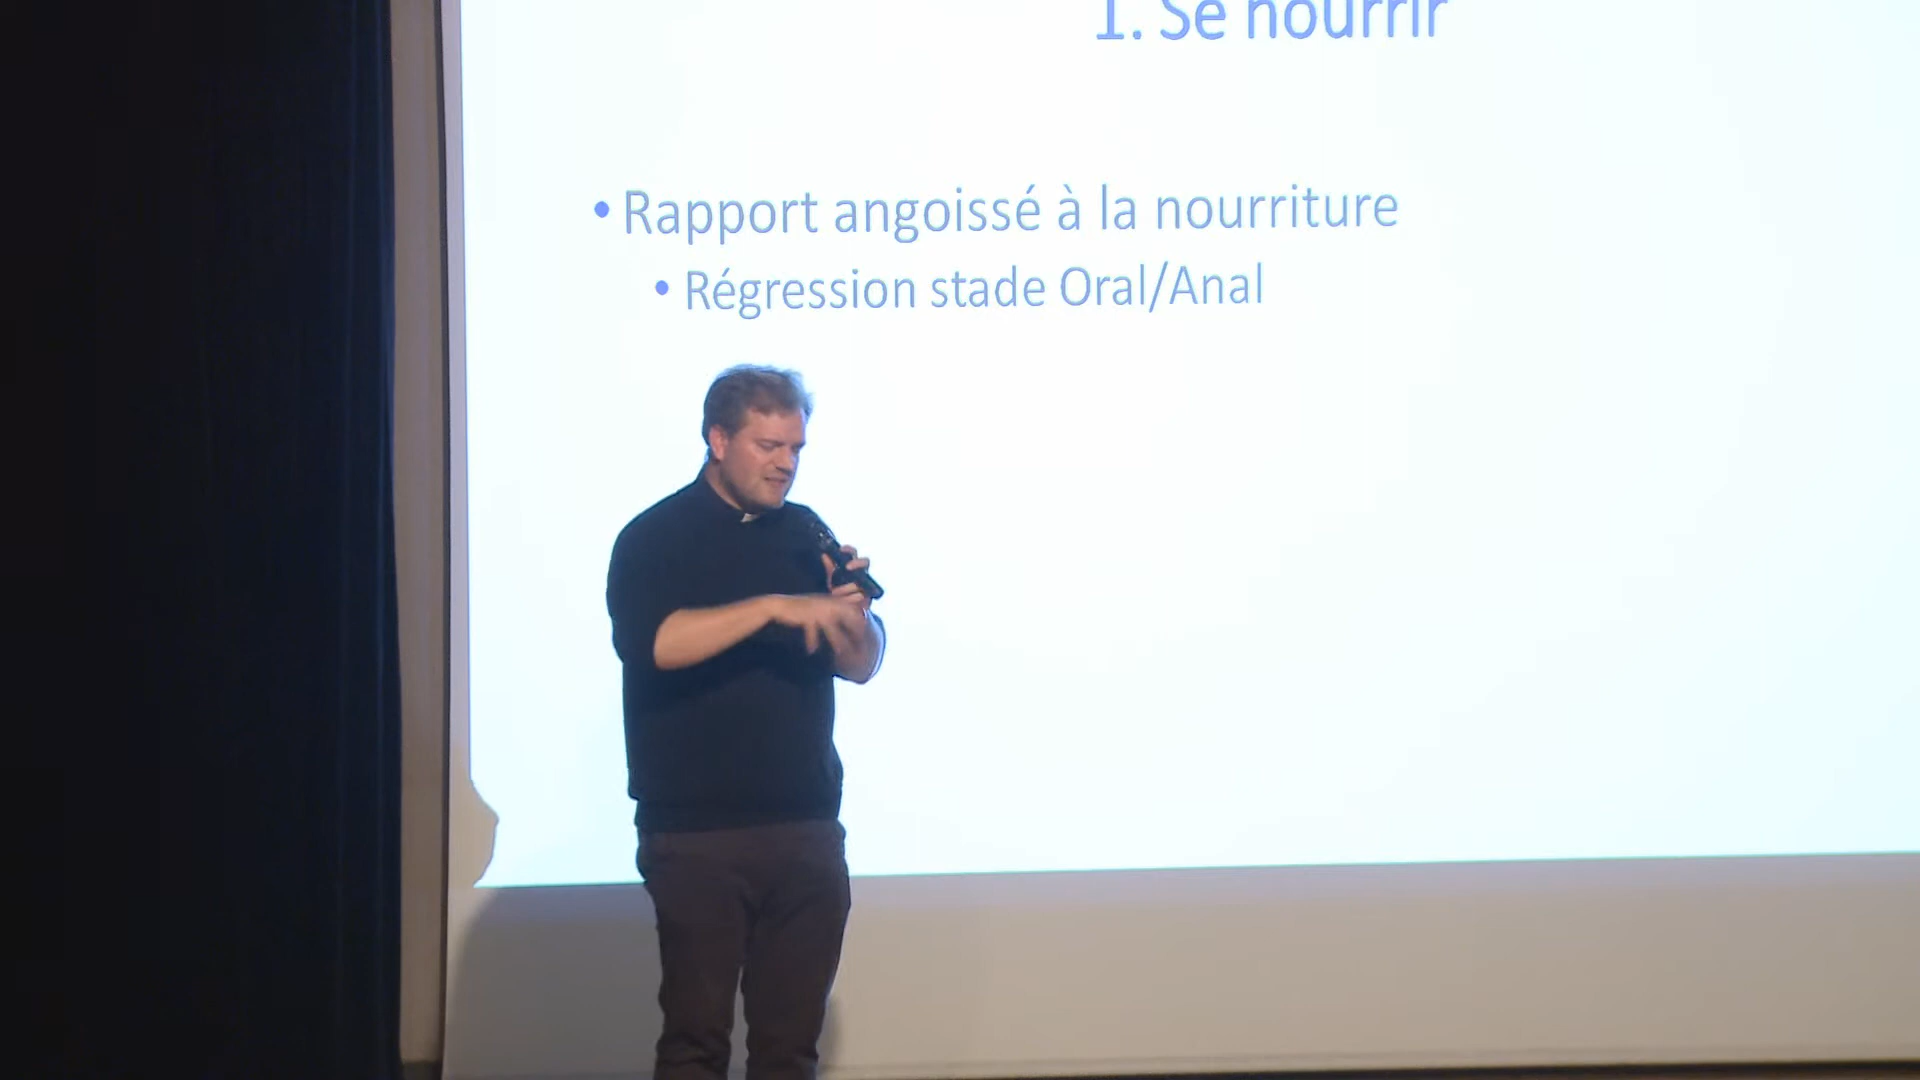 1. Se nourrir
• Rapport angoissé à la nourriture
• Régression stade Oral/Anal